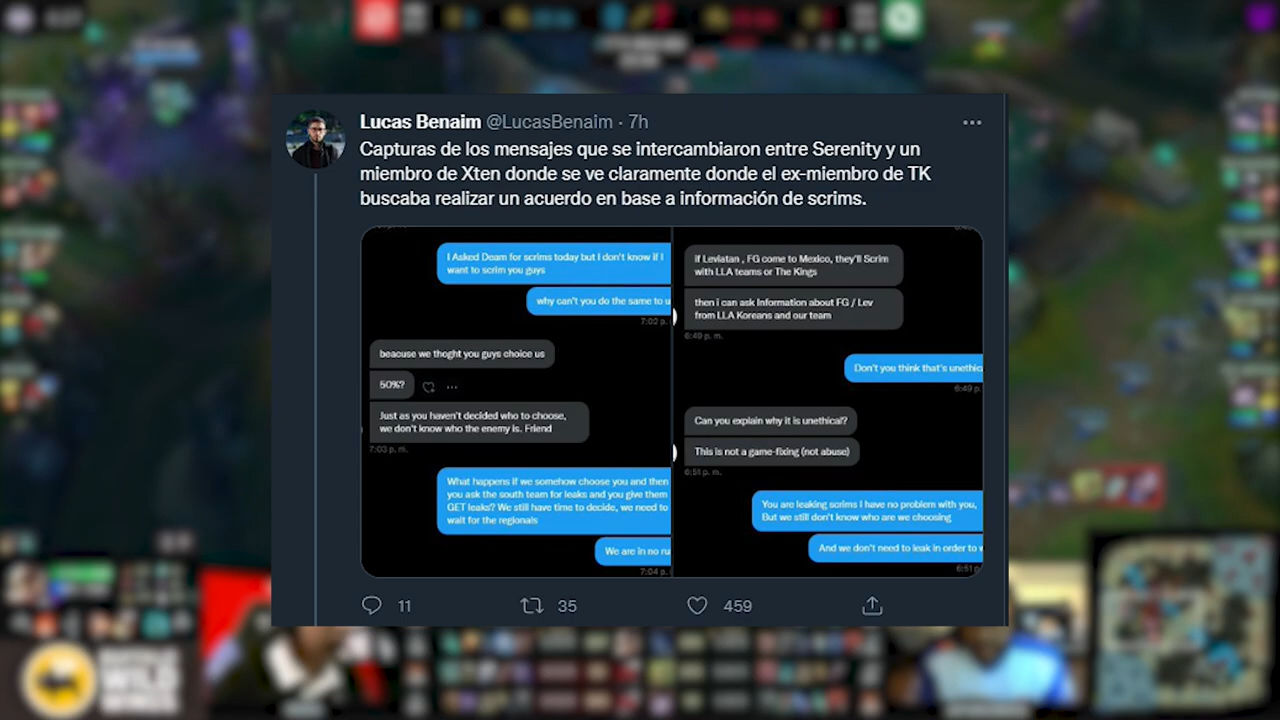 Lucas Benaim @LucasBenaim · 7h
Capturas de los mensajes que se intercambiaron entre Serenity y un
miembro de Xten donde se ve claramente donde el ex-miembro de TK
buscaba realizar un acuerdo en base a información de scrims.
I Asked Deam for scrims today but I don't know if I
want to scrim you guys
why can't you do the same to u
7:02 p.
beacuse we thoght you guys choice us
50%?
Just as you haven't decided who to choose,
we don't know who the enemy is. Friend
7:03 p. m.
What happens if we somehow choose you and then
you ask the south team for leaks and you give them
GET leaks? We still have time to decide, we need to
wait for the regionals
We are in no ru
7:04 p.
if Leviatan , FG come to Mexico, they'll Scrim
with LLA teams or The Kings
then i can ask Information about FG / Lev
from LLA Koreans and our team
6:49 p. m.
Don't you think that's unethic
6:49 p.
Can you explain why it is unethical?
This is not a game-fixing (not abuse)
6:51 p. m.
You are leaking scrims I have no problem with you,
But we still don't know who are we choosing
And we don't need to leak in order to w
6:51 p
11
35
459